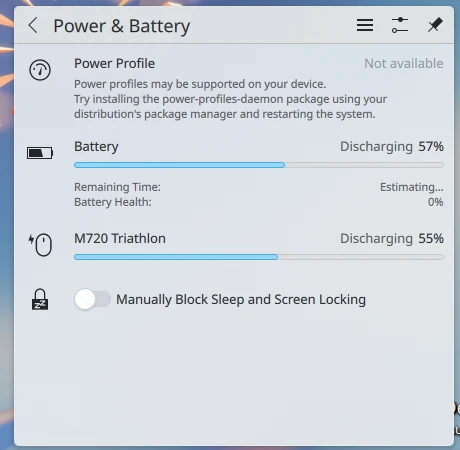 Power & Battery
Power Profile Not available
Power profiles may be supported on your device.
Try installing the power-profiles-daemon package using your
distribution's package manager and restarting the system.
Battery Discharging 57%
Remaining Time: Estimating...
Battery Health: 0%
M720 Triathlon Discharging 55%
zZ
Manually Block Sleep and Screen Locking